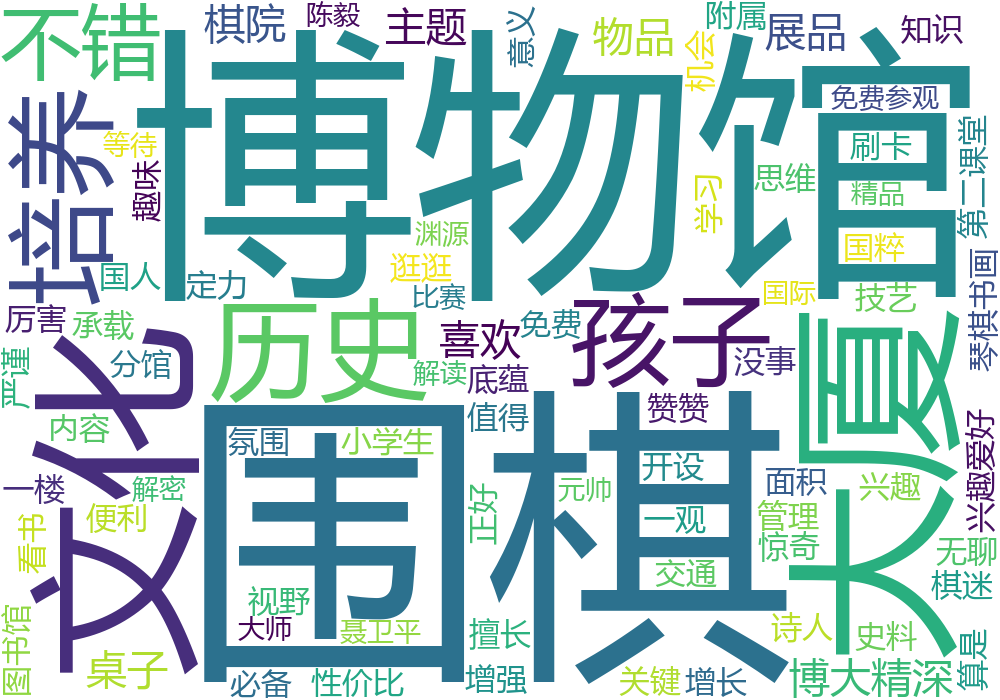 不错
棋院
陈毅
主题
意义
物品
附属
展品
知识
机会
免费参观
博物馆
培养
等待
趣味
刷卡
思维
精品
第二课堂
学习
国粹
渊源
逛逛
国人
定力
比赛
国际
技艺
琴棋书画
厉害
承载
历史
喜欢
免费
孩子
没事
分馆
解读
底蕴
严谨
文化
大厦
内容
氛围
小学生
值得
赞赞
围棋
开设
面积
兴趣
兴趣爱好
一楼
解密
元帅
看书
便利
正好
一观
管理
惊奇
无聊
交通
棋迷
视野
图书馆
大师
聂卫平
擅长
诗人
史料
算是
桌子
必备
性价比
增强
关键
增长
博大精深